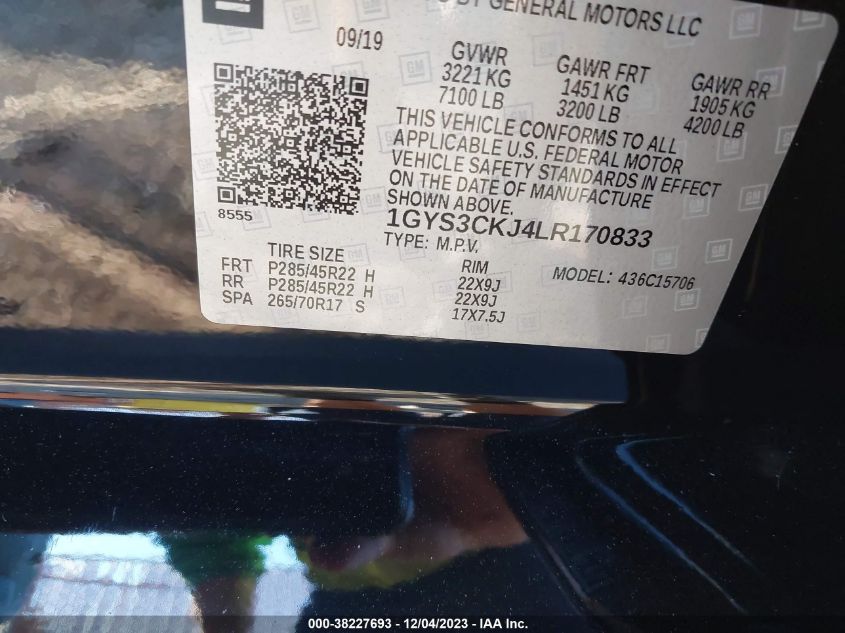 BY GENERAL MOTORS LLC
09/19
GVWR
3221 KG
7100 LB
GAWR FRT
1451 KG
3200 LB
GAWR RR
1905 KG
4200 LB
THIS VEHICLE CONFORMS TO ALL
APPLICABLE U.S. FEDERAL MOTOR
VEHICLE SAFETY STANDARDS IN EFFECT
ON THE DATE OF MANUFACTURE
SHOWN ABOVE.
8555
1GYS3CKJ4LR170833
TYPE: M.P.V.
MODEL: 436C15706
TIRE SIZE RIM
FRT P285/45R22 H 22X9J
RR P285/45R22 H 22X9J
SPA 265/70R17 S 17X7.5J
000-38227693 - 12/04/2023 - IAA Inc.